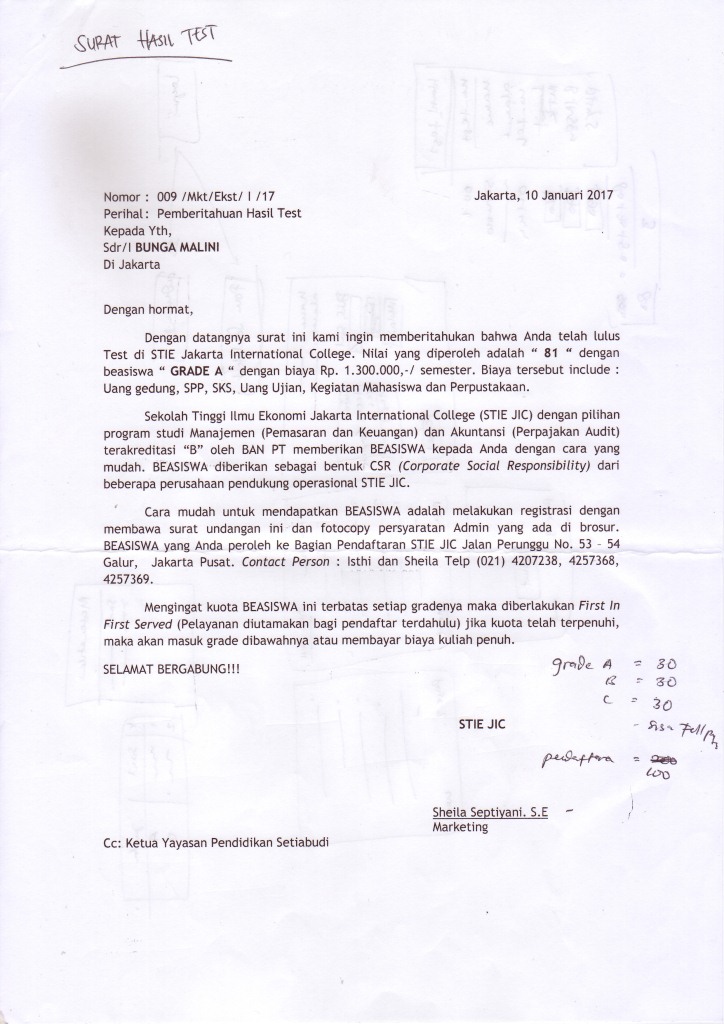 SURAT HASIL TEST
Nomor : 009 /Mkt/Ekst/ I /17 Jakarta, 10 Januari 2017
Perihal : Pemberitahuan Hasil Test
Kepada Yth,
Sdr/I BUNGA MALINI
Di Jakarta
Dengan hormat,
Dengan datangnya surat ini kami ingin memberitahukan bahwa Anda telah lulus
Test di STIE Jakarta International College. Nilai yang diperoleh adalah “ 81 “ dengan
beasiswa “ GRADE A “ dengan biaya Rp. 1.300.000,-/ semester. Biaya tersebut include :
Uang gedung, SPP, SKS, Uang Ujian, Kegiatan Mahasiswa dan Perpustakaan.
Sekolah Tinggi Ilmu Ekonomi Jakarta International College (STIE JIC) dengan pilihan
program studi Manajemen (Pemasaran dan Keuangan) dan Akuntansi (Perpajakan Audit)
terakreditasi “B” oleh BAN PT memberikan BEASISWA kepada Anda dengan cara yang
mudah. BEASISWA diberikan sebagai bentuk CSR (Corporate Social Responsibility) dari
beberapa perusahaan pendukung operasional STIE JIC.
Cara mudah untuk mendapatkan BEASISWA adalah melakukan registrasi dengan
membawa surat undangan ini dan fotocopy persyaratan Admin yang ada di brosur.
BEASISWA yang Anda peroleh ke Bagian Pendaftaran STIE JIC Jalan Perunggu No. 53 – 54
Galur, Jakarta Pusat. Contact Person : Isthi dan Sheila Telp (021) 4207238, 4257368,
4257369.
Mengingat kuota BEASISWA ini terbatas setiap gradenya maka diberlakukan First In
First Served (Pelayanan diutamakan bagi pendaftar terdahulu) jika kuota telah terpenuhi,
maka akan masuk grade dibawahnya atau membayar biaya kuliah penuh.
SELAMAT BERGABUNG!!!
grade A = 30
B = 30
C = 30
STIE JIC
- sisa Full
=
100
Sheila Septiyani. S.E
Marketing
Cc: Ketua Yayasan Pendidikan Setiabudi